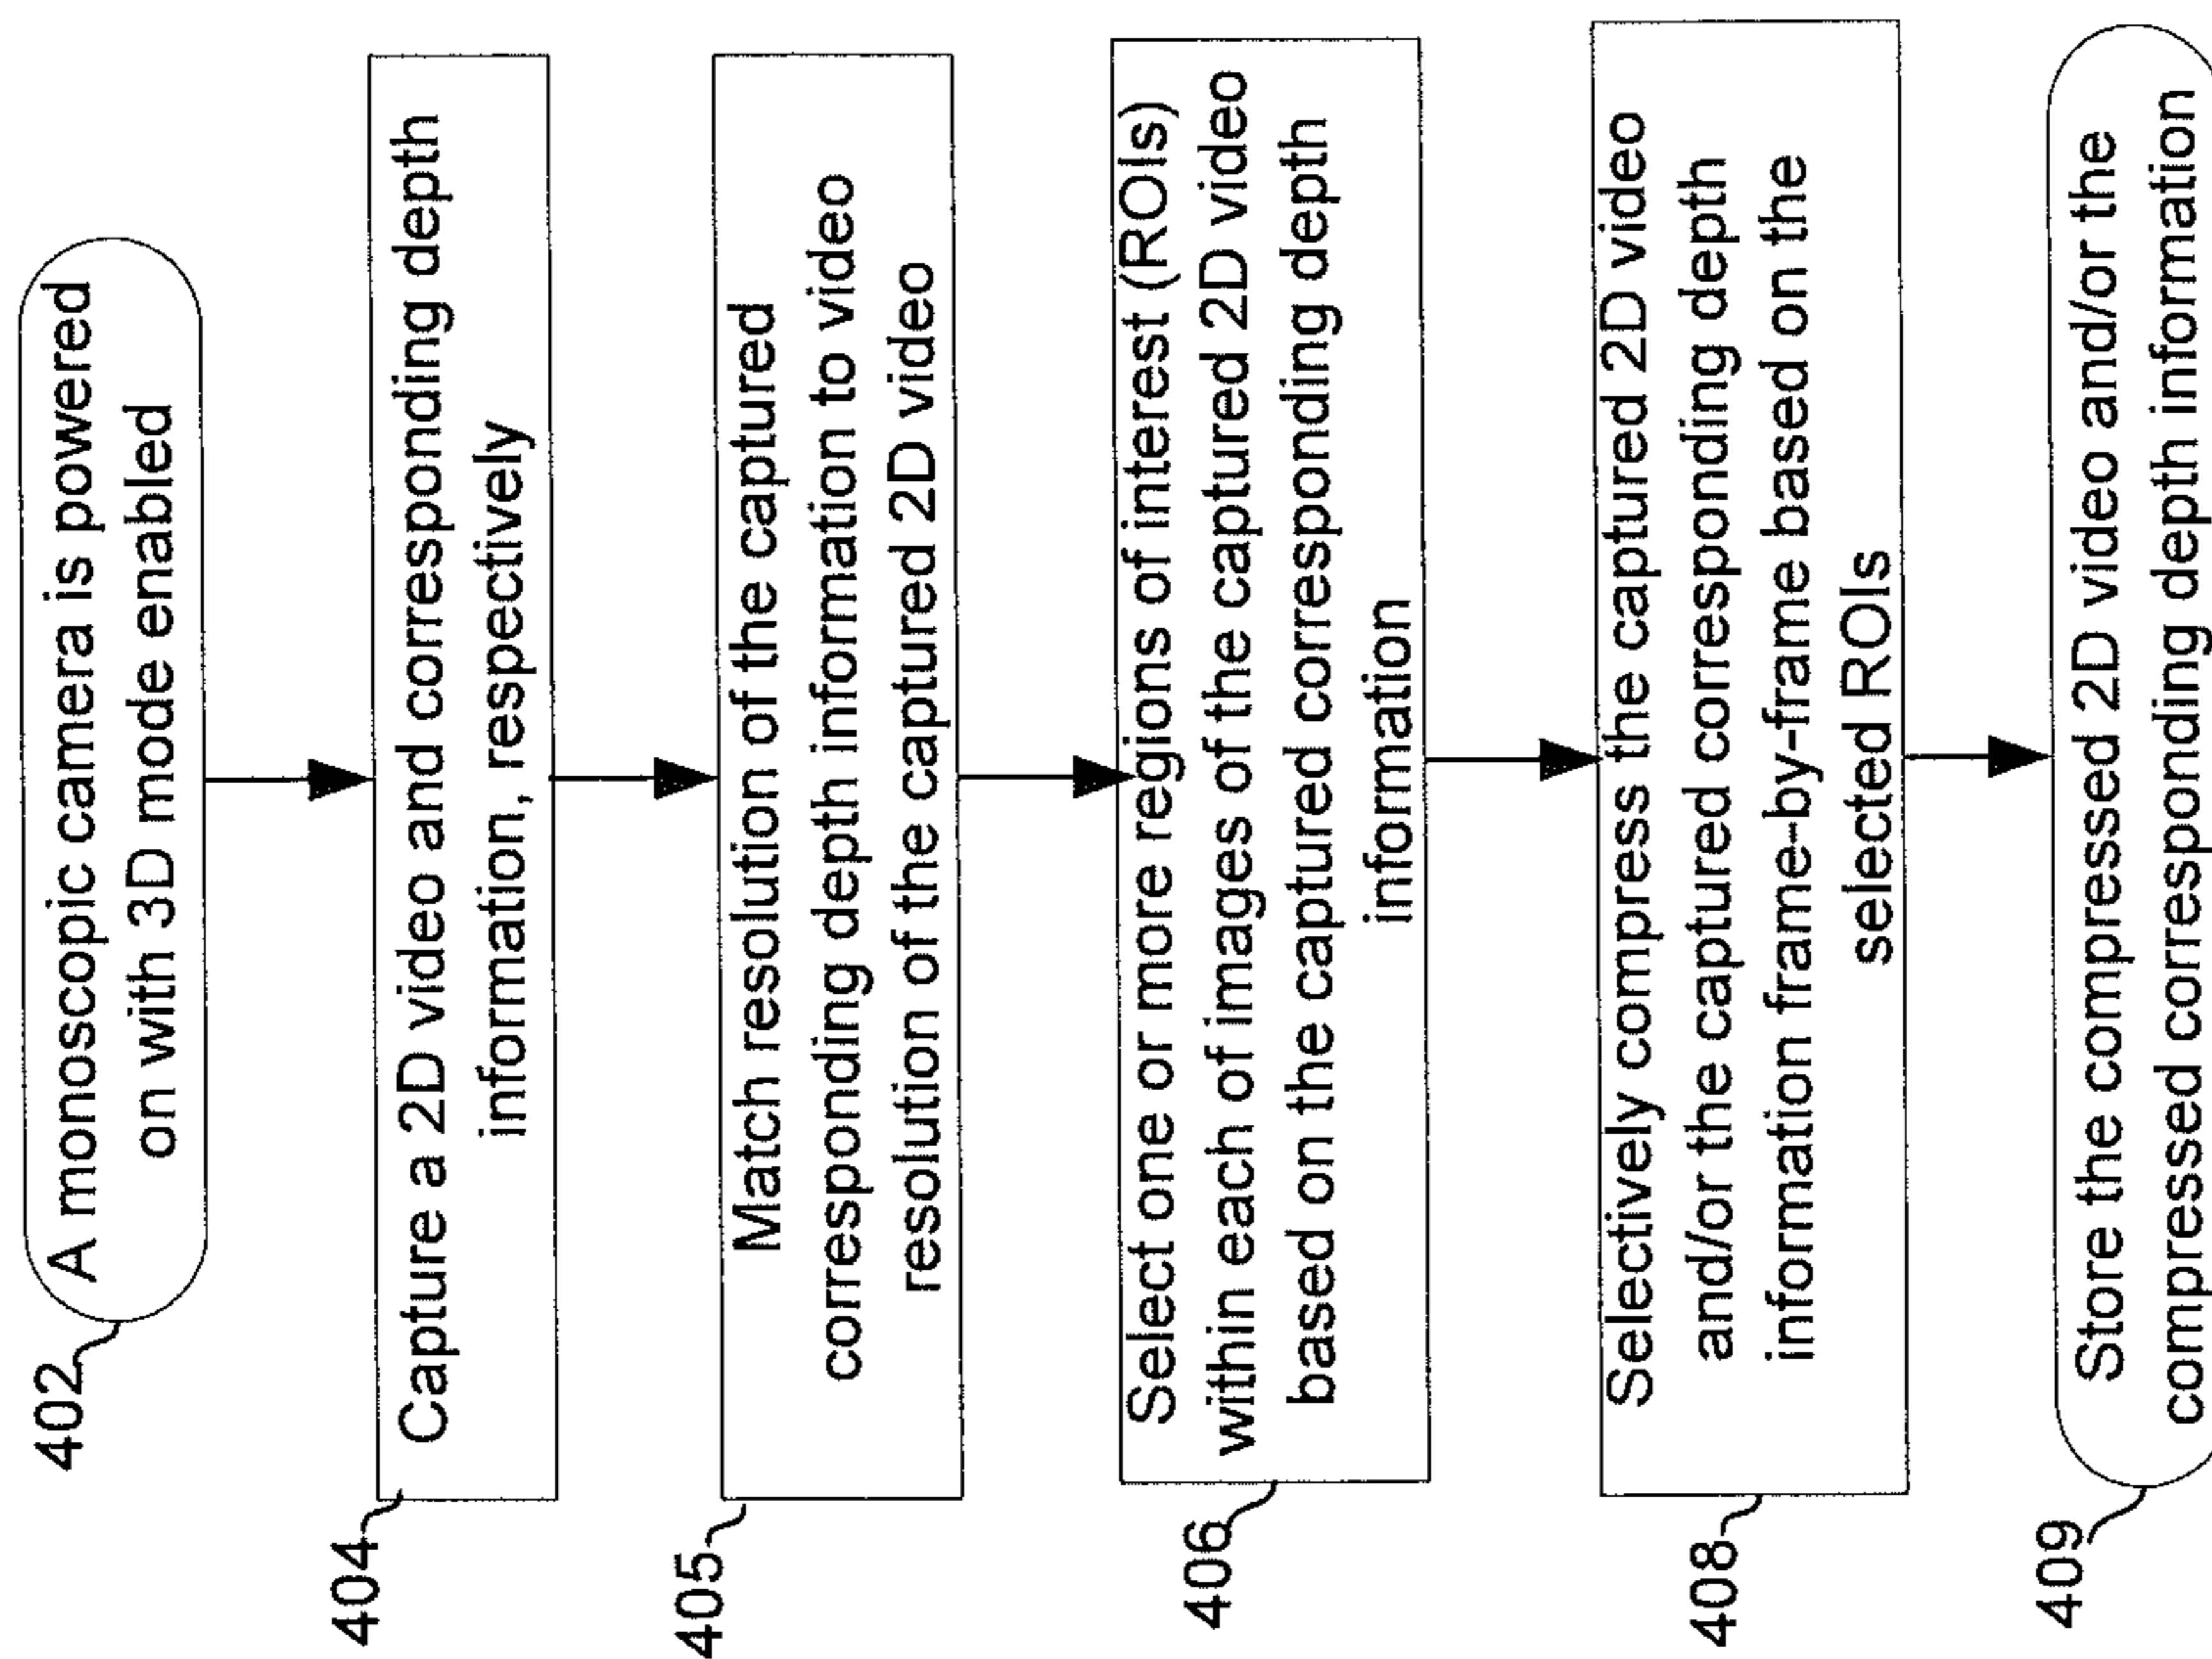 402
A monoscopic camera is powered
on with 3D mode enabled
404
Capture a 2D video and corresponding depth
information, respectively
405
Match resolution of the captured
corresponding depth information to video
resolution of the captured 2D video
406
Select one or more regions of interest (ROIs)
within each of images of the captured 2D video
based on the captured corresponding depth
information
408
Selectively compress the captured 2D video
and/or the captured corresponding depth
information frame-by-frame based on the
selected ROIs
409
Store the compressed 2D video and/or the
compressed corresponding depth information